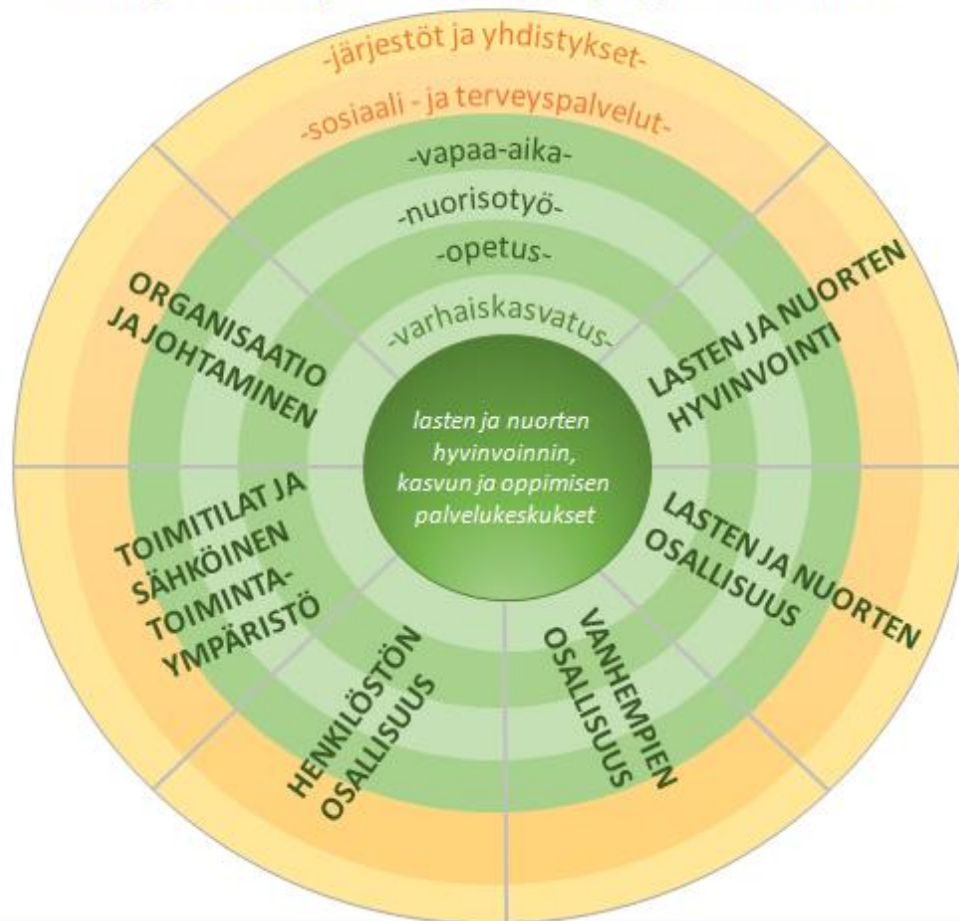 -järjestöt ja yhdistykset-
-sosiaali - ja terveyspalvelut-
-vapaa-aika-
-nuorisotyö-
-opetus-
-varhaiskasvatus-
ORGANISAATIO
JA JOHTAMINEN
LASTEN JA NUORTEN
HYVINVOINTI
lasten ja nuorten
hyvinvoinnin,
kasvun ja oppimisen
palvelukeskukset
TOIMITILAT JA
SÄHKÖINEN
TOIMINTA-
YMPÄRISTÖ
LASTEN JA NUORTEN
OSALLISUUS
HENKILÖSTÖN
OSALLISUUS
VANHEMPIEN
OSALLISUUS